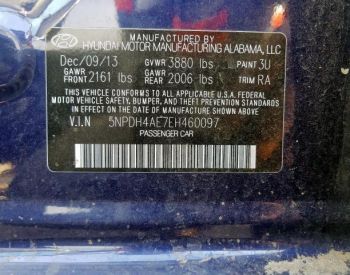 MANUFACTURED BY
HYUNDAI MOTOR MANUFACTURING ALABAMA, LLC
Dec/09/13 GVWR 3880 lbs PAINT 3U
GAWR FRONT 2161 lbs GAWR REAR 2006 lbs TRIM RA
THIS VEHICLE CONFORMS TO ALL APPLICABLE U.S.A. FEDERAL
MOTOR VEHICLE SAFETY, BUMPER, AND THEFT PREVENTION STANDARDS
IN EFFECT ON THE DATE OF MANUFACTURE SHOWN ABOVE.
V.I.N 5NPDH4AE7EH460097
PASSENGER CAR